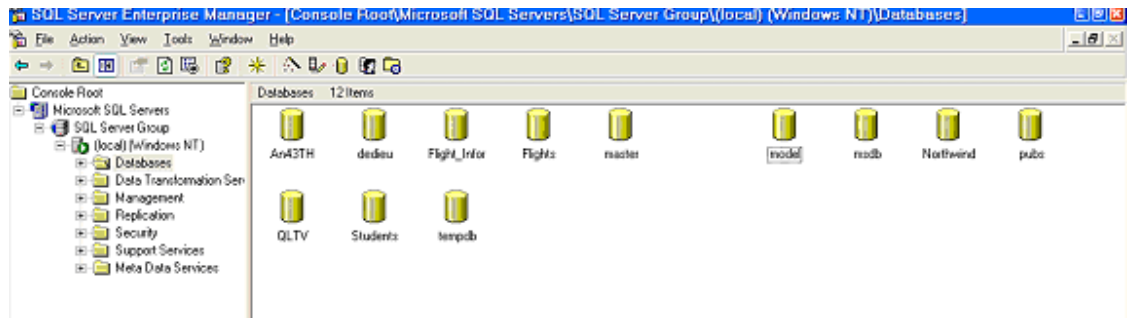 SQL Server Enterprise Manager - [Console Root\Microsoft SQL Servers\SQL Server Group\(local) (Windows NT)\Databases]
File Action View Tools Window Help
Console Root
Microsoft SQL Servers
SQL Server Group
(local) (Windows NT)
Databases
Data Transformation Serv
Management
Replication
Security
Support Services
Meta Data Services
Databases 12 Items
An43TH dedieu Flight_Infor Flights master model msdb Northwind pubs
QLTV Students tempdb